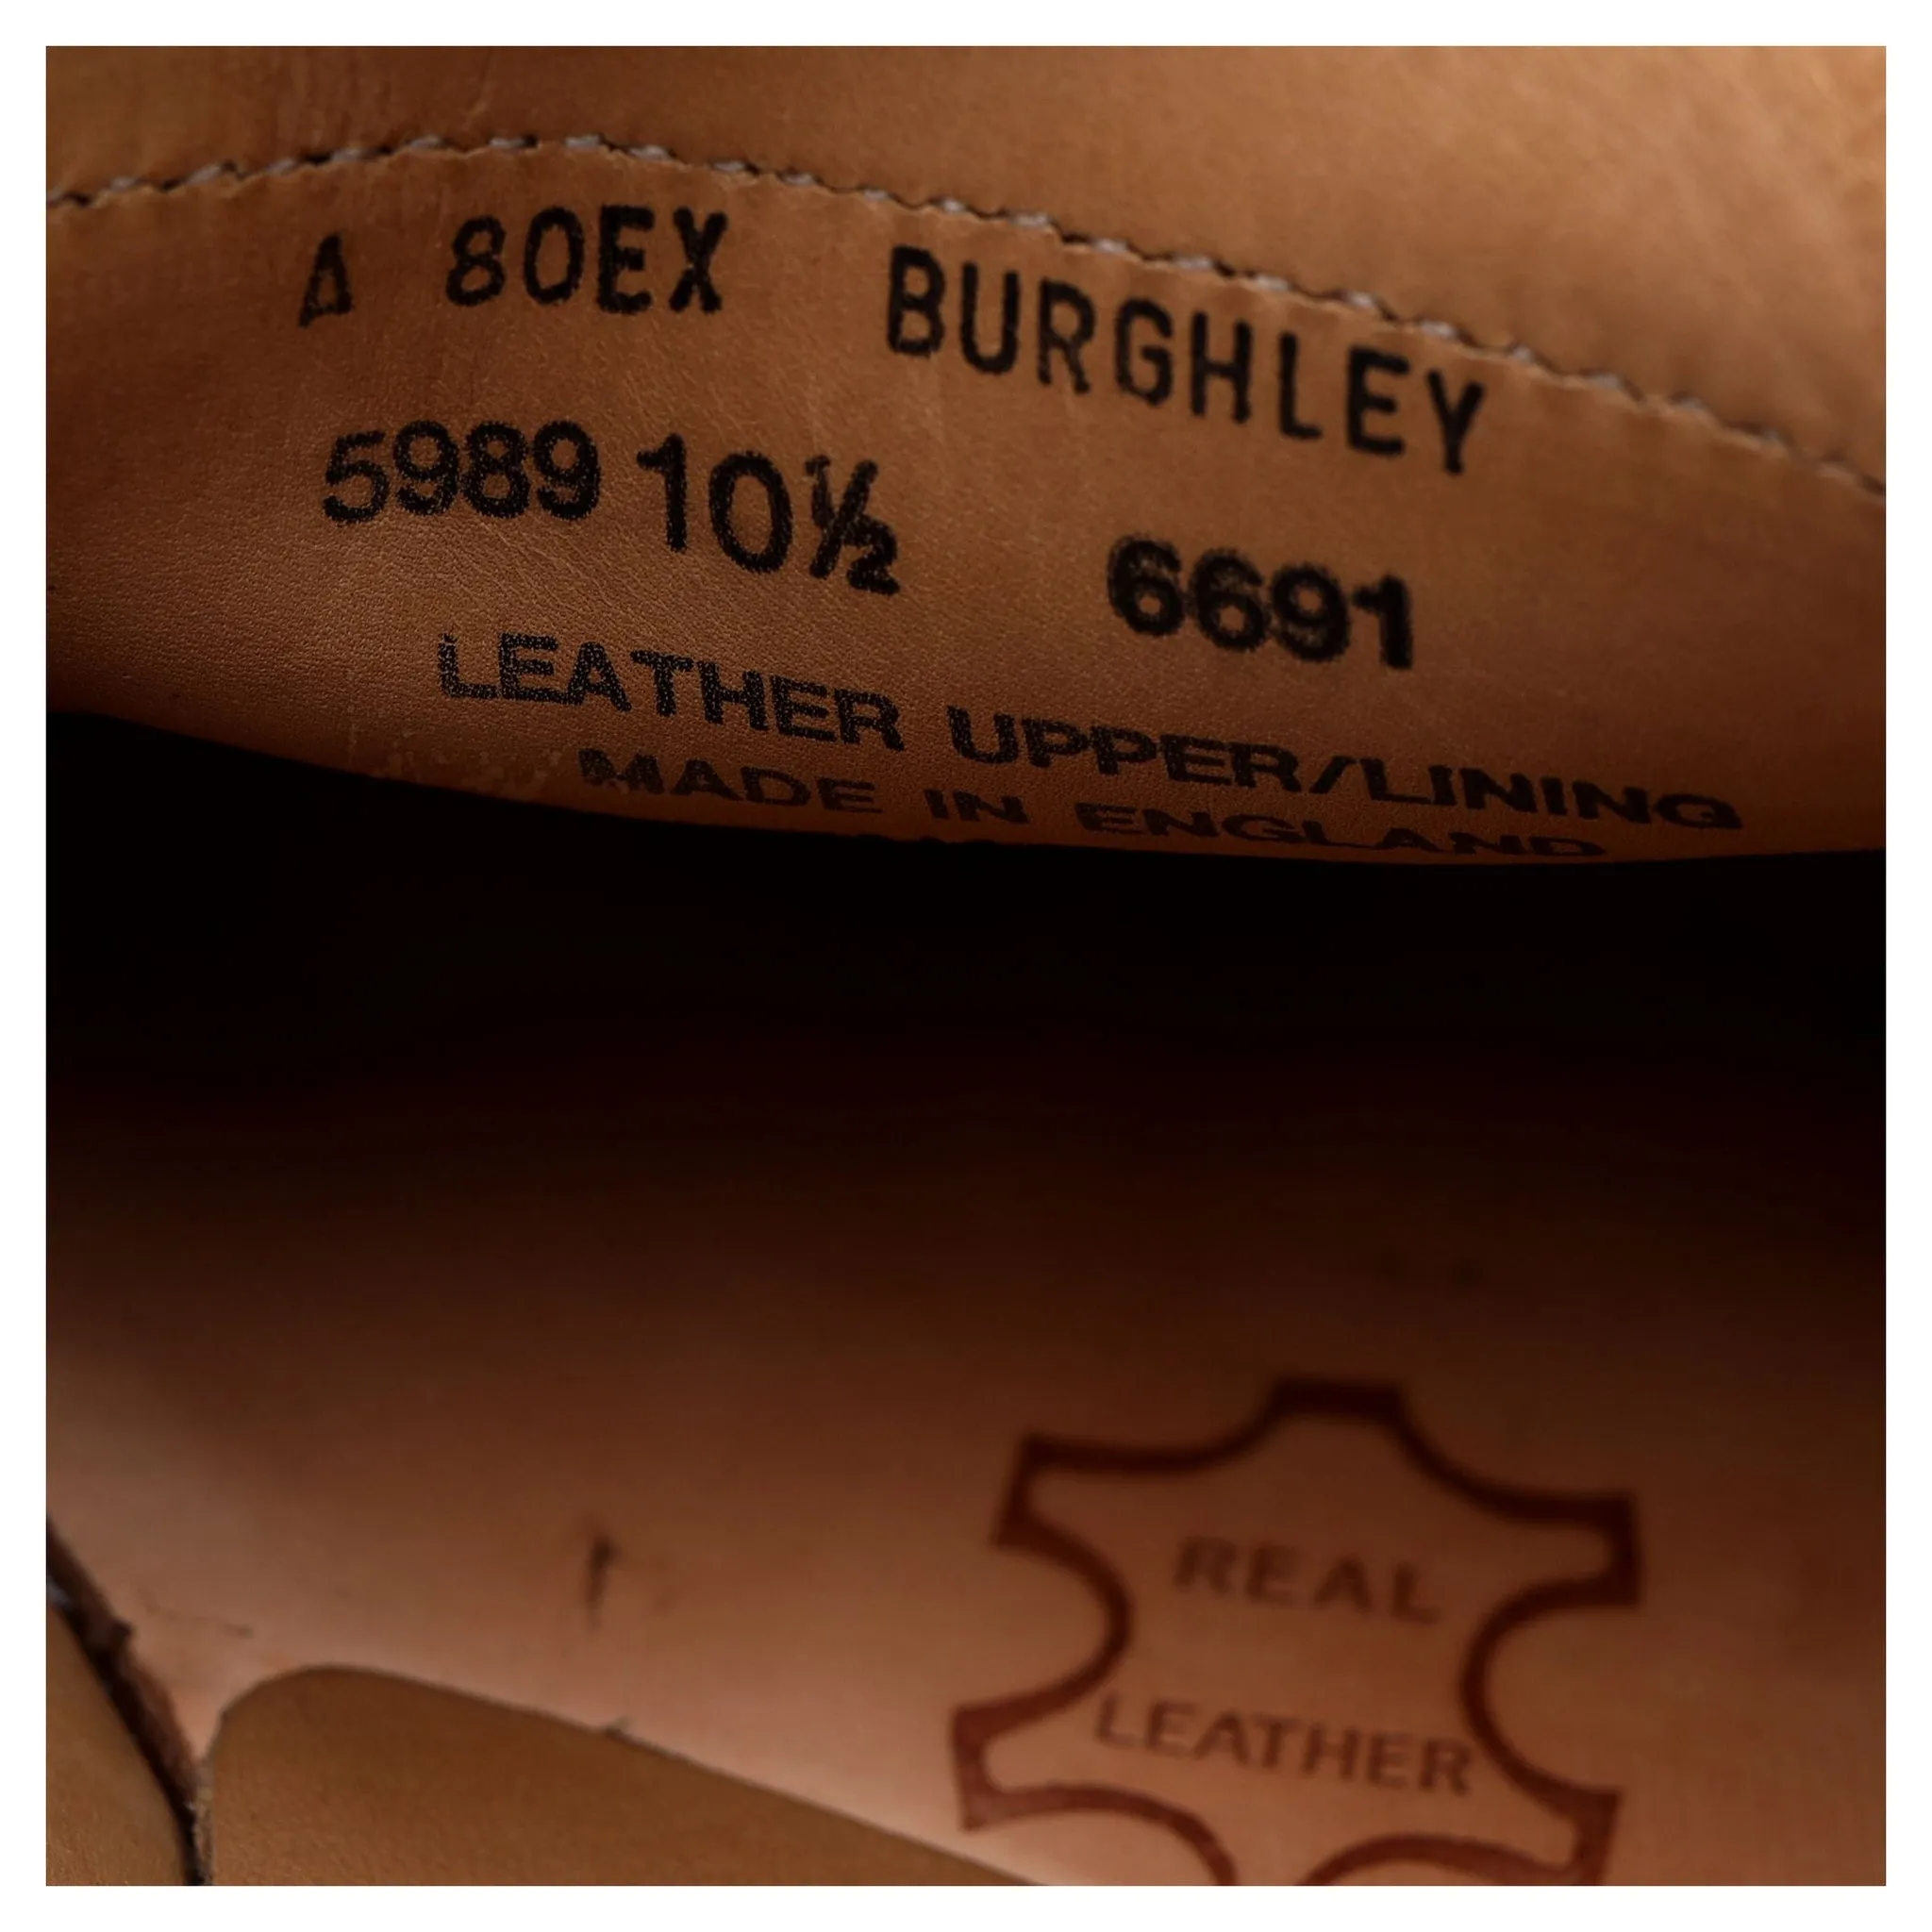 A 80EX BURGHLEY
5989 10½ 6691
LEATHER UPPER/LINING
MADE IN ENGLAND
REAL
LEATHER